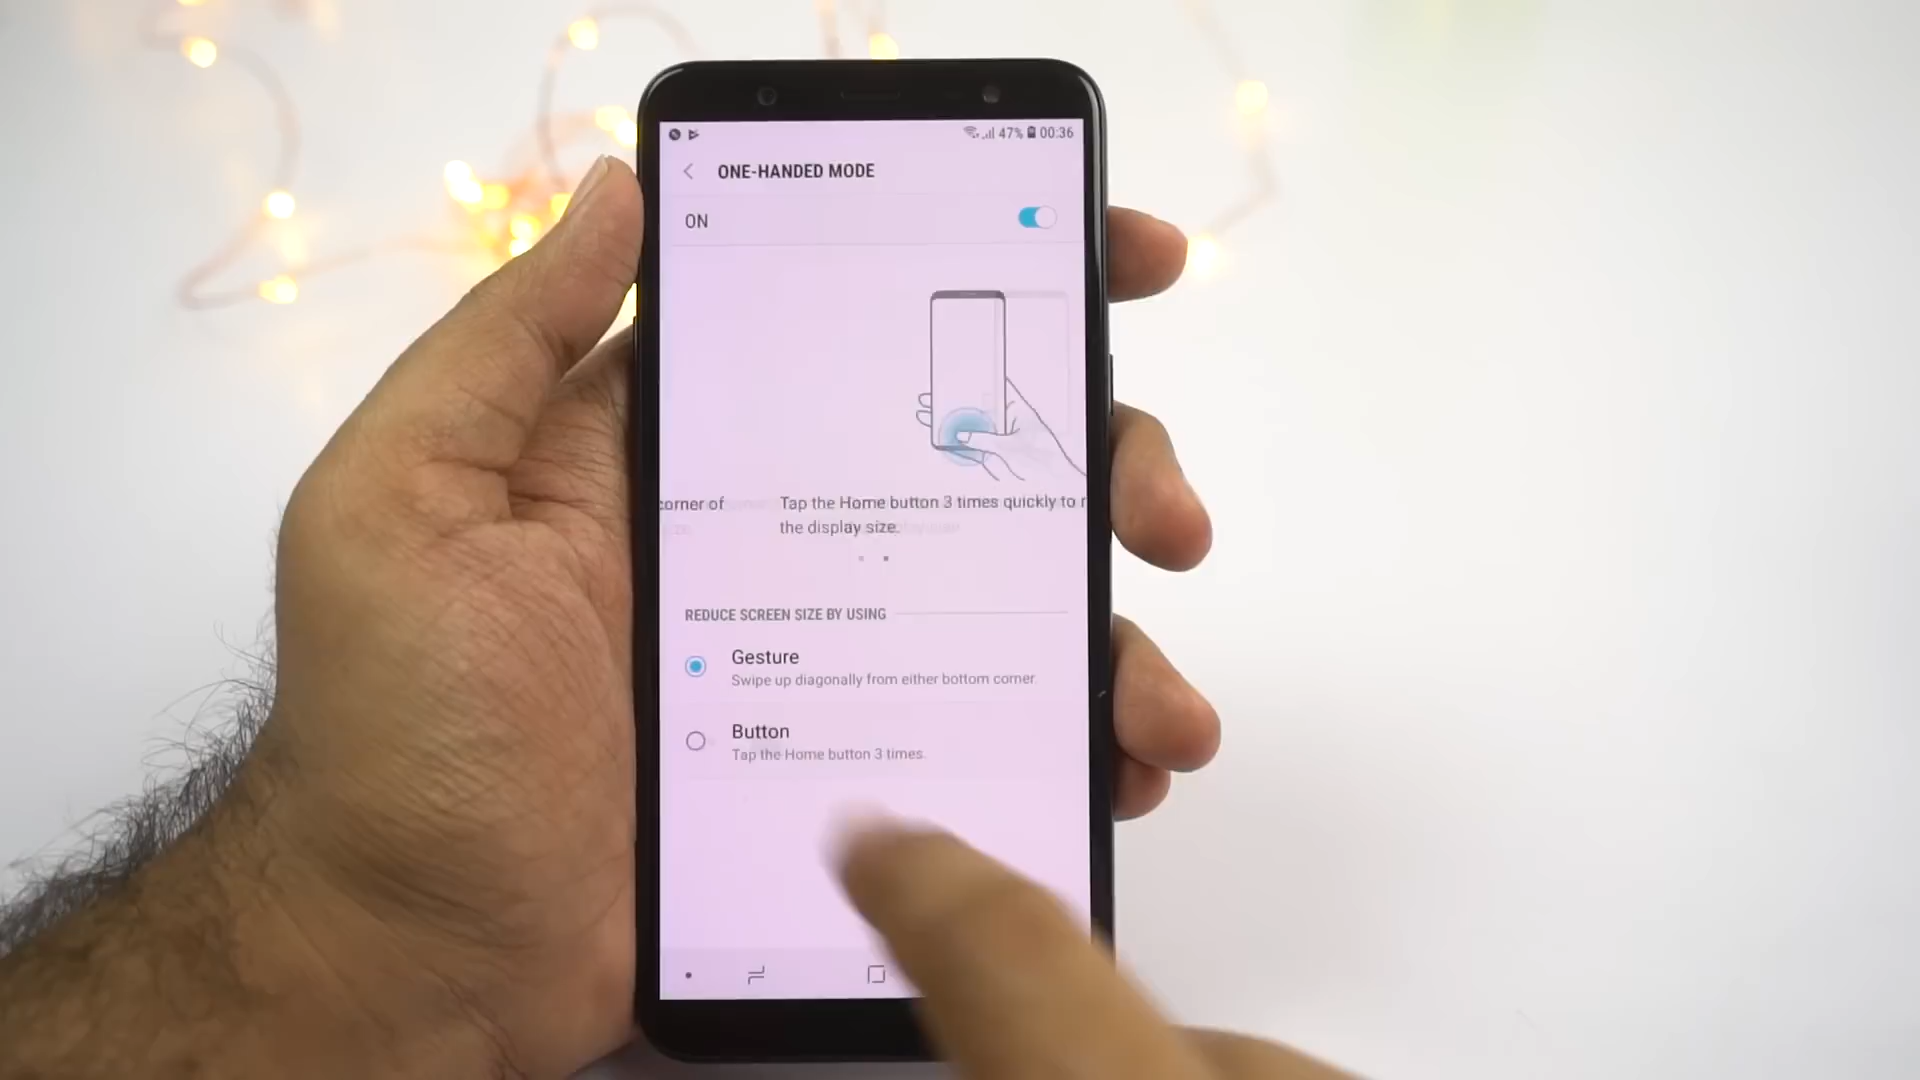 47% 00:36
ONE-HANDED MODE
ON
corner of
Tap the Home button 3 times quickly to r
the display size.
REDUCE SCREEN SIZE BY USING
Gesture
Swipe up diagonally from either bottom corner.
Button
Tap the Home button 3 times.